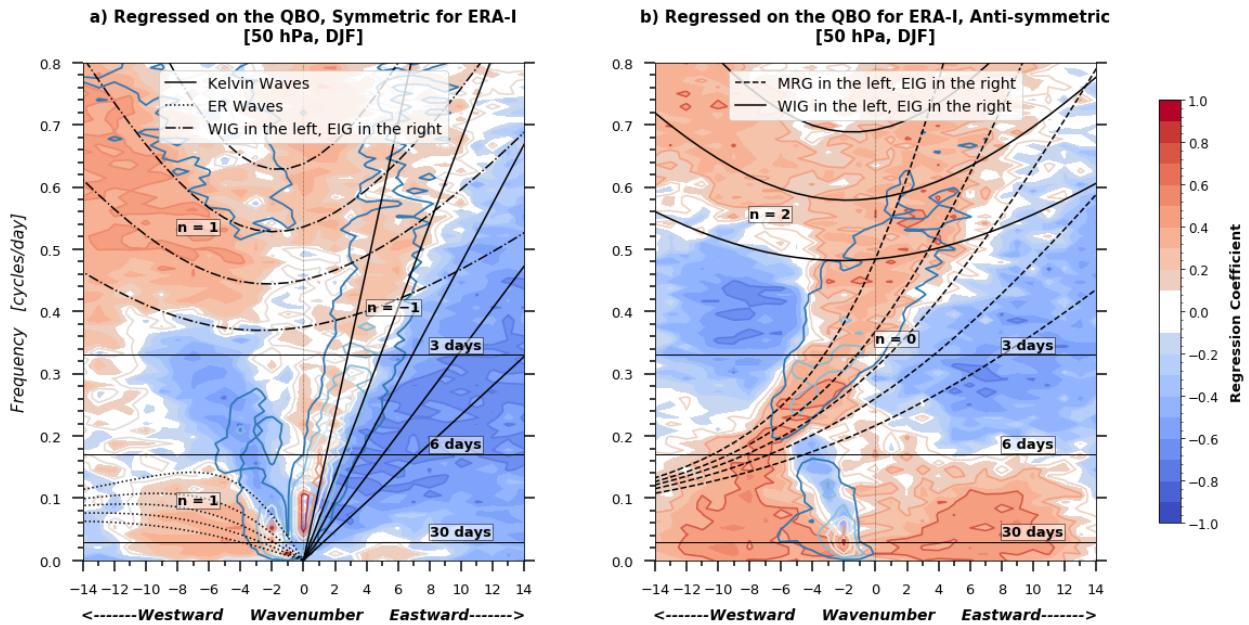 a) Regressed on the QBO, Symmetric for ERA-I
[50 hPa, DJF]
0.8
0.7
0.6
0.5
0.4
0.3
0.2
0.1
0.0
Frequency [cycles/day]
Kelvin Waves
ER Waves
WIG in the left, EIG in the right
n = 1
n = −1
3 days
6 days
n = 1
30 days
−14 −12 −10 −8 −6 −4 −2 0 2 4 6 8 10 12 14
<-------Westward Wavenumber Eastward------->
b) Regressed on the QBO for ERA-I, Anti-symmetric
[50 hPa, DJF]
0.8
0.7
0.6
0.5
0.4
0.3
0.2
0.1
0.0
MRG in the left, EIG in the right
WIG in the left, EIG in the right
n = 2
n = 0
3 days
6 days
30 days
−14 −12 −10 −8 −6 −4 −2 0 2 4 6 8 10 12 14
<-------Westward Wavenumber Eastward------->
1.0
0.8
0.6
0.4
0.2
0.0
−0.2
−0.4
−0.6
−0.8
−1.0
Regression Coefficient